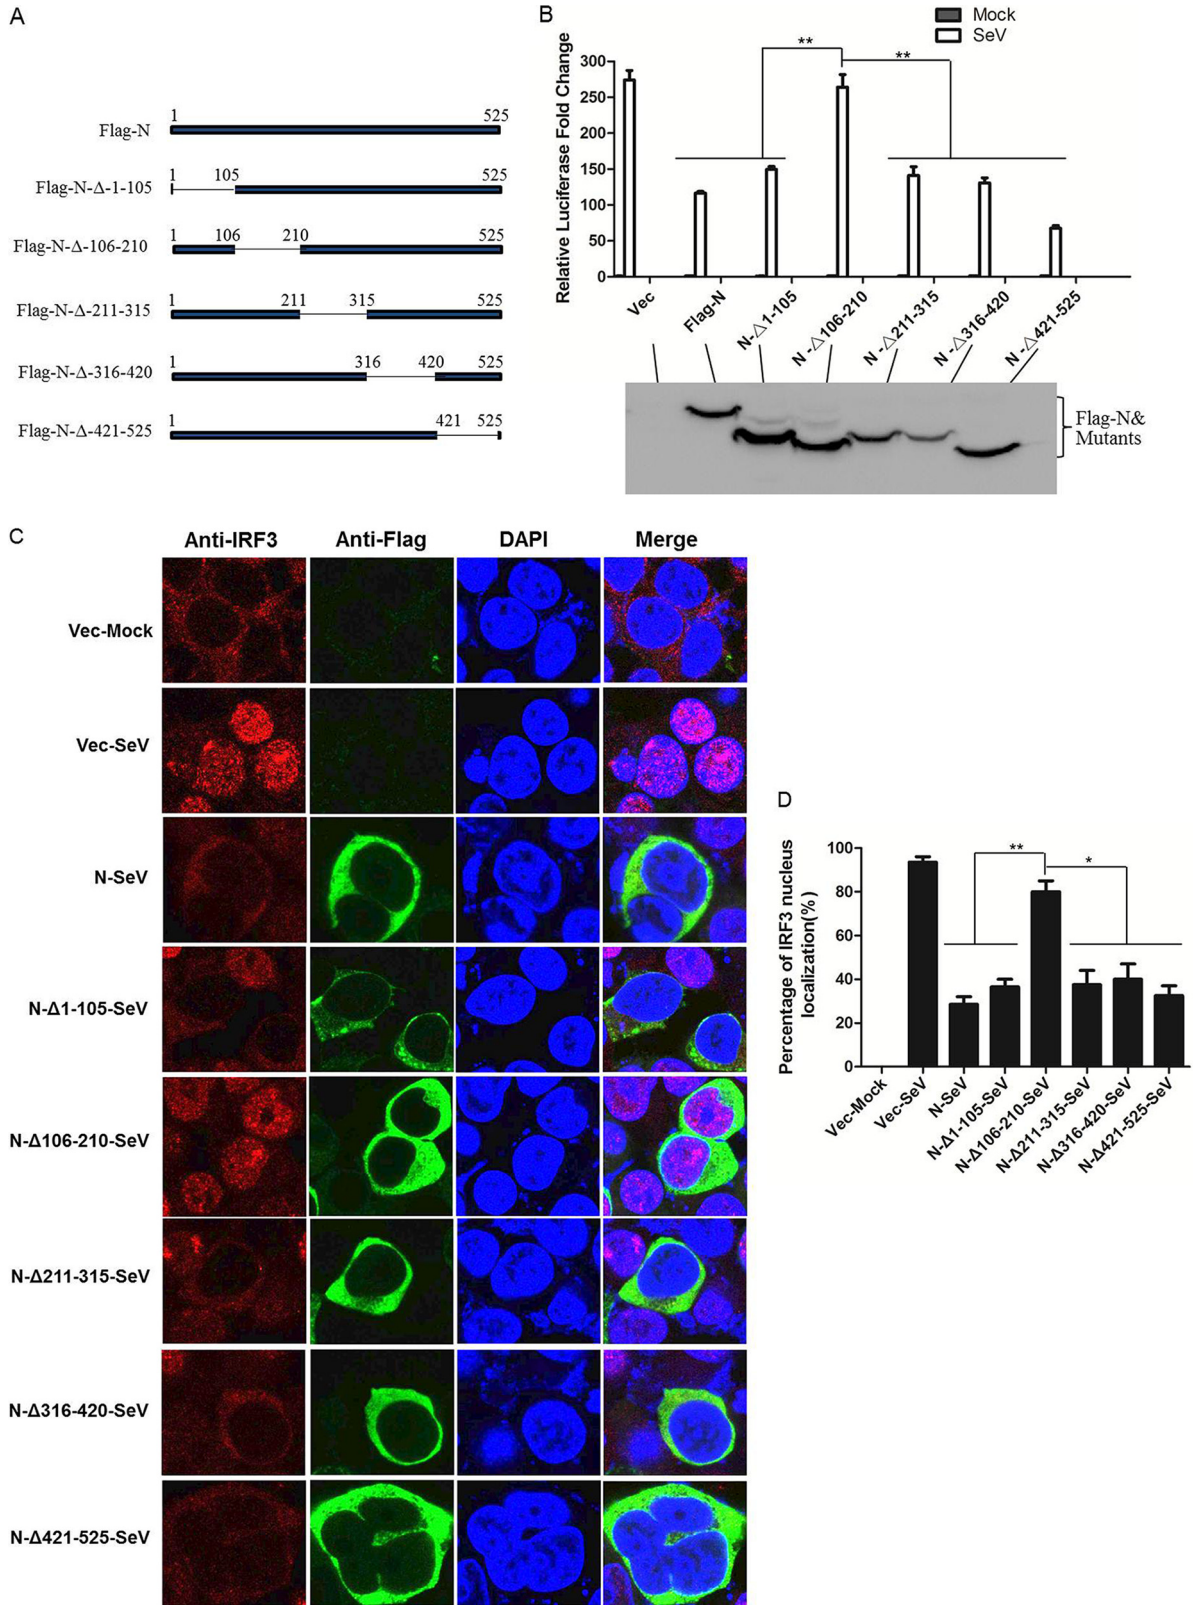 A
1 525
Flag-N
1 105 525
Flag-N-Δ-1-105
1 106 210 525
Flag-N-Δ-106-210
1 211 315 525
Flag-N-Δ-211-315
1 316 420 525
Flag-N-Δ-316-420
1 421 525
Flag-N-Δ-421-525
B
Mock
SeV
**
**
Relative Luciferase Fold Change
300
250
200
150
100
50
0
Vec
Flag-N
N-△1-105
N -△106-210
N -△211-315
N -△316-420
N -△421-525
Flag-N&
Mutants
C
Anti-IRF3 Anti-Flag DAPI Merge
Vec-Mock
Vec-SeV
N-SeV
N-Δ1-105-SeV
N-Δ106-210-SeV
N-Δ211-315-SeV
N-Δ316-420-SeV
N-Δ421-525-SeV
D
Percentage of IRF3 nucleus
localization(%)
100
80
60
40
20
0
**
*
Vec-Mock
Vec-SeV
N-SeV
N-Δ1-105-SeV
N-Δ106-210-SeV
N-Δ211-315-SeV
N-Δ316-420-SeV
N-Δ421-525-SeV